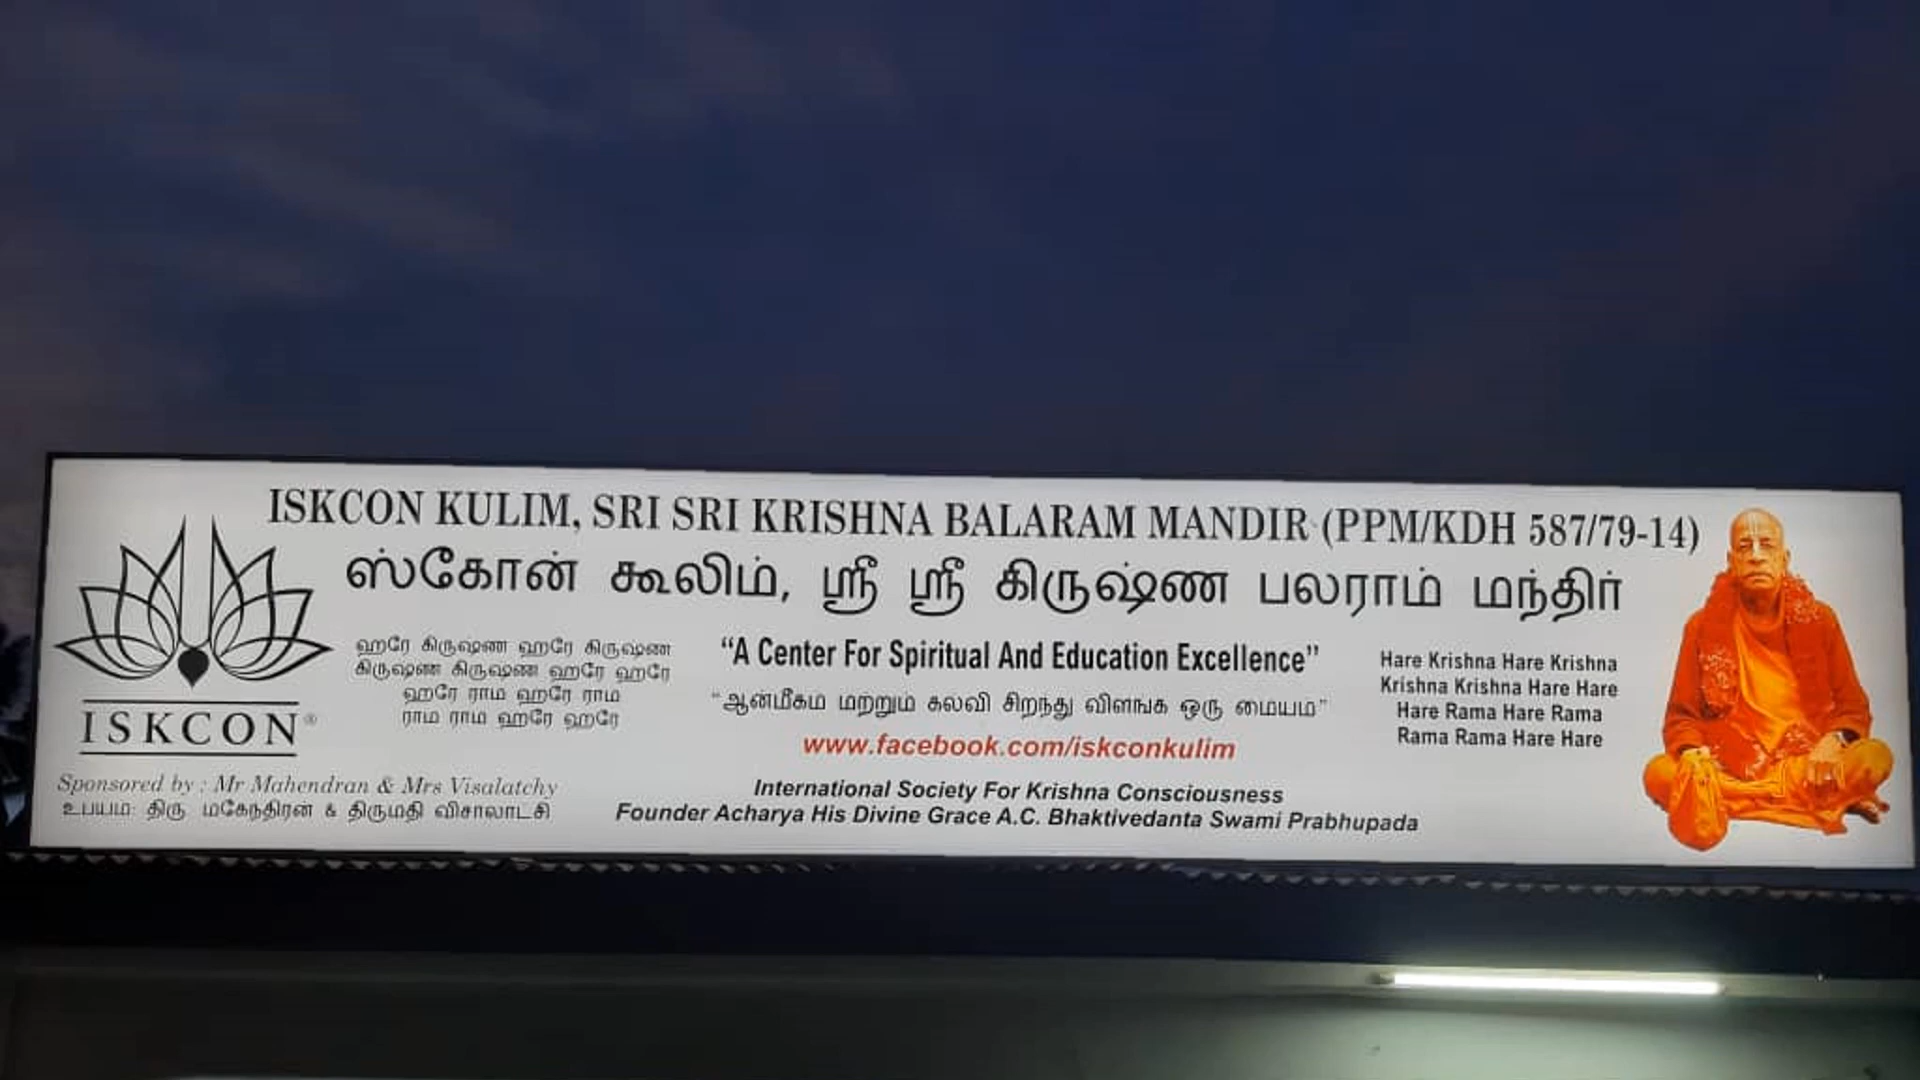 ISKCON KULIM, SRI SRI KRISHNA BALARAM MANDIR (PPM/KDH 587/79-14)
ஸ்கோன் கூலிம், ஸ்ரீ ஸ்ரீ கிருஷ்ண பலராம் மந்திர்
ஹரே கிருஷ்ண ஹரே கிருஷ்ண
கிருஷ்ண கிருஷ்ண ஹரே ஹரே
ஹரே ராம ஹரே ராம
ராம ராம ஹரே ஹரே
ISKCON®
Sponsored by : Mr Mahendran & Mrs Visalatchy
உபயம்: திரு மகேந்திரன் & திருமதி விசாலாட்சி
“A Center For Spiritual And Education Excellence”
“ஆன்மீகம் மற்றும் கல்வி சிறந்து விளங்க ஒரு மையம்”
www.facebook.com/iskconkulim
International Society For Krishna Consciousness
Founder Acharya His Divine Grace A.C. Bhaktivedanta Swami Prabhupada
Hare Krishna Hare Krishna
Krishna Krishna Hare Hare
Hare Rama Hare Rama
Rama Rama Hare Hare